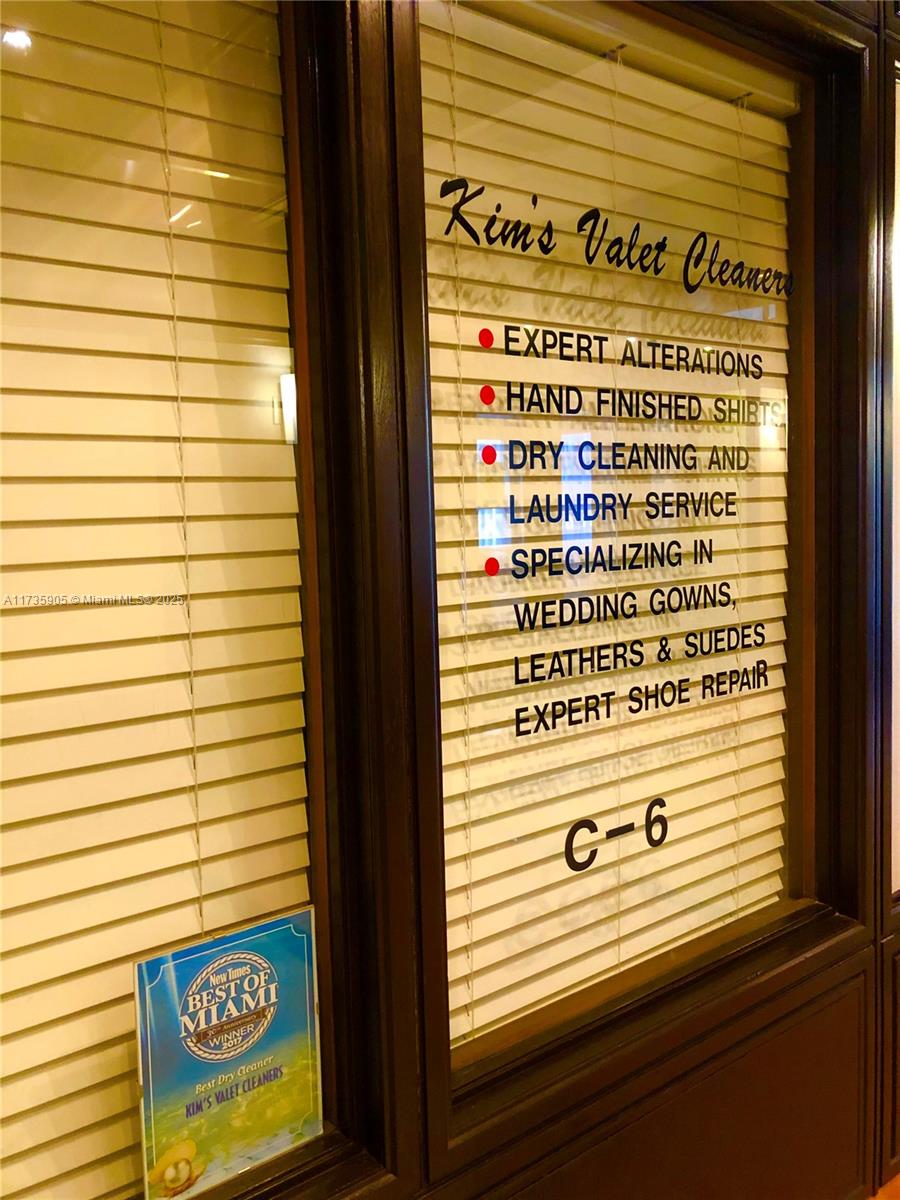 Kim's Valet Cleaners
EXPERT ALTERATIONS
HAND FINISHED SHIRTS
DRY CLEANING AND
LAUNDRY SERVICE
SPECIALIZING IN
WEDDING GOWNS,
LEATHERS & SUEDES
EXPERT SHOE REPAIR
C-6
A11735905 © Miami MLS® 2025
New Times
BEST OF
MIAMI
30th Anniversary
WINNER
2017
Best Dry Cleaner
KIM'S VALET CLEANERS